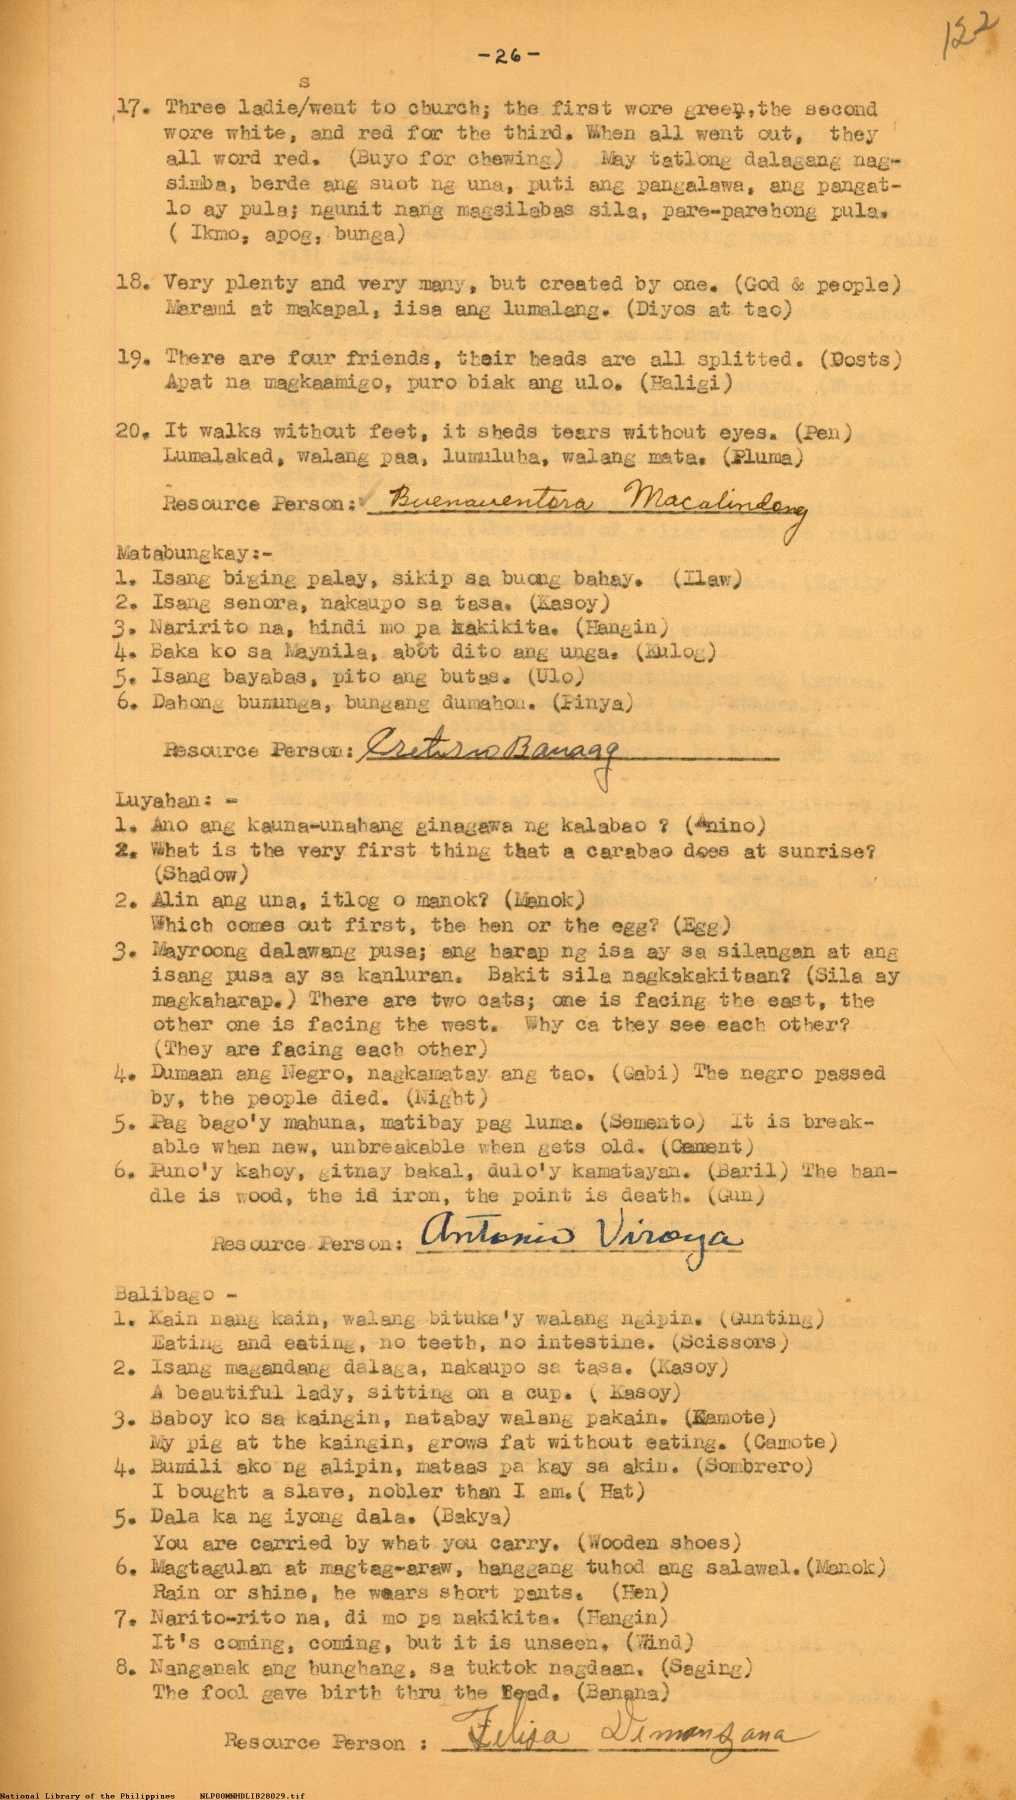 122
-26-
s
17. Three ladie/went to church; the first wore green,the second
wore white, and red for the third. When all went out, they
all word red. (Buyo for chewing) May tatlong dalagang nag-
simba, berde ang suot ng una, puti ang pangalawa, ang pangat-
lo ay pula; ngunit nang magsilabas sila, pare-parehong pula.
( Ikmo, apog, bunga)
18. Very plenty and very many, but created by one. (God & people)
Marami at makapal, iisa ang lumalang. (Diyos at tao)
19. There are four friends, their heads are all splitted. (Posts)
Apat na magkaamigo, puro biak ang ulo. (Haligi)
20. It walks without feet, it sheds tears without eyes. (Pen)
Lumalakad, walang paa, lumuluha, walang mata. (Pluma)
Resource Person: Buenaventora Macalindong
Matabungkay:-
1. Isang biging palay, sikip sa buong bahay. (Ilaw)
2. Isang senora, nakaupo sa tasa. (Kasoy)
3. Naririto na, hindi mo pa kakikita. (Hangin)
4. Baka ko sa Maynila, abot dito ang unga. (Kulog)
5. Isang bayabas, pito ang butas. (Ulo)
6. Dahong bumunga, bungang dumahon. (Pinya)
Resource Person: Banaag
Luyahan: -
1. Ano ang kauna-unahang ginagawa ng kalabao ? (Anino)
2. What is the very first thing that a carabao does at sunrise?
(Shadow)
2. Alin ang una, itlog o manok? (Manok)
Which comes out first, the hen or the egg? (Egg)
3. Mayroong dalawang pusa; ang harap ng isa ay sa silangan at ang
isang pusa ay sa kanluran. Bakit sila nagkakakitaan? (Sila ay
magkaharap.) There are two cats; one is facing the east, the
other one is facing the west. Why ca they see each other?
(They are facing each other)
4. Dumaan ang Negro, nagkamatay ang tao. (Gabi) The negro passed
by, the people died. (Night)
5. Pag bago'y mahuna, matibay pag luma. (Semento) It is break-
able when new, unbreakable when gets old. (Cement)
6. Puno'y kahoy, gitnay bakal, dulo'y kamatayan. (Baril) The han-
dle is wood, the id iron, the point is death. (Gun)
Resource Person: Antonio Viroya
Balibago -
1. Kain nang kain, walang bituka'y walang ngipin. (Gunting)
Eating and eating, no teeth, no intestine. (Scissors)
2. Isang magandang dalaga, nakaupo sa tasa. (Kasoy)
A beautiful lady, sitting on a cup. ( Kasoy)
3. Baboy ko sa kaingin, natabay walang pakain. (Kamote)
My pig at the kaingin, grows fat without eating. (Camote)
4. Bumili ako ng alipin, mataas pa kay sa akin. (Sombrero)
I bought a slave, nobler than I am.( Hat)
5. Dala ka ng iyong dala. (Bakya)
You are carried by what you carry. (Wooden shoes)
6. Magtagulan at magtag-araw, hanggang tuhod ang salawal.(Manok)
Rain or shine, he wears short pants. (Hen)
7. Narito-rito na, di mo pa nakikita. (Hangin)
It's coming, coming, but it is unseen. (Wind)
8. Nanganak ang hunghang, sa tuktok nagdaan. (Saging)
The fool gave birth thru the head. (Banana)
Resource Person : Feliza Dimanzana
National Library of the Philippines NLP00MNHDLIB28029.tif